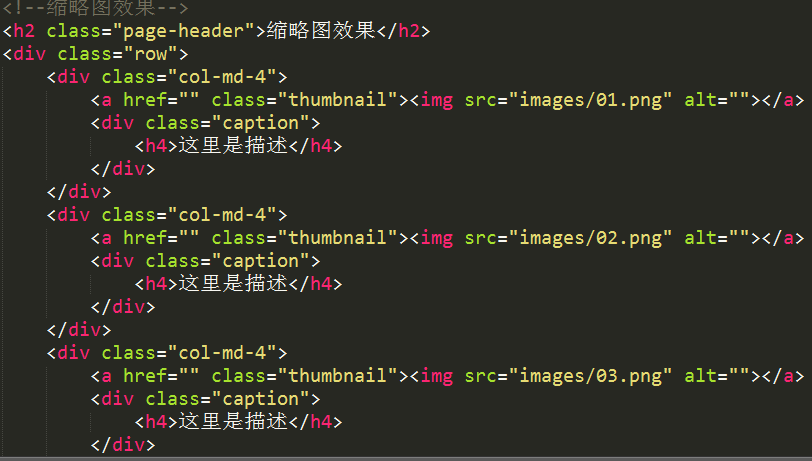 <!--缩略图效果-->
<h2 class="page-header">缩略图效果</h2>
<div class="row">
    <div class="col-md-4">
        <a href="" class="thumbnail"><img src="images/01.png" alt=""></a>
        <div class="caption">
            <h4>这里是描述</h4>
        </div>
    </div>
    <div class="col-md-4">
        <a href="" class="thumbnail"><img src="images/02.png" alt=""></a>
        <div class="caption">
            <h4>这里是描述</h4>
        </div>
    </div>
    <div class="col-md-4">
        <a href="" class="thumbnail"><img src="images/03.png" alt=""></a>
        <div class="caption">
            <h4>这里是描述</h4>
        </div>